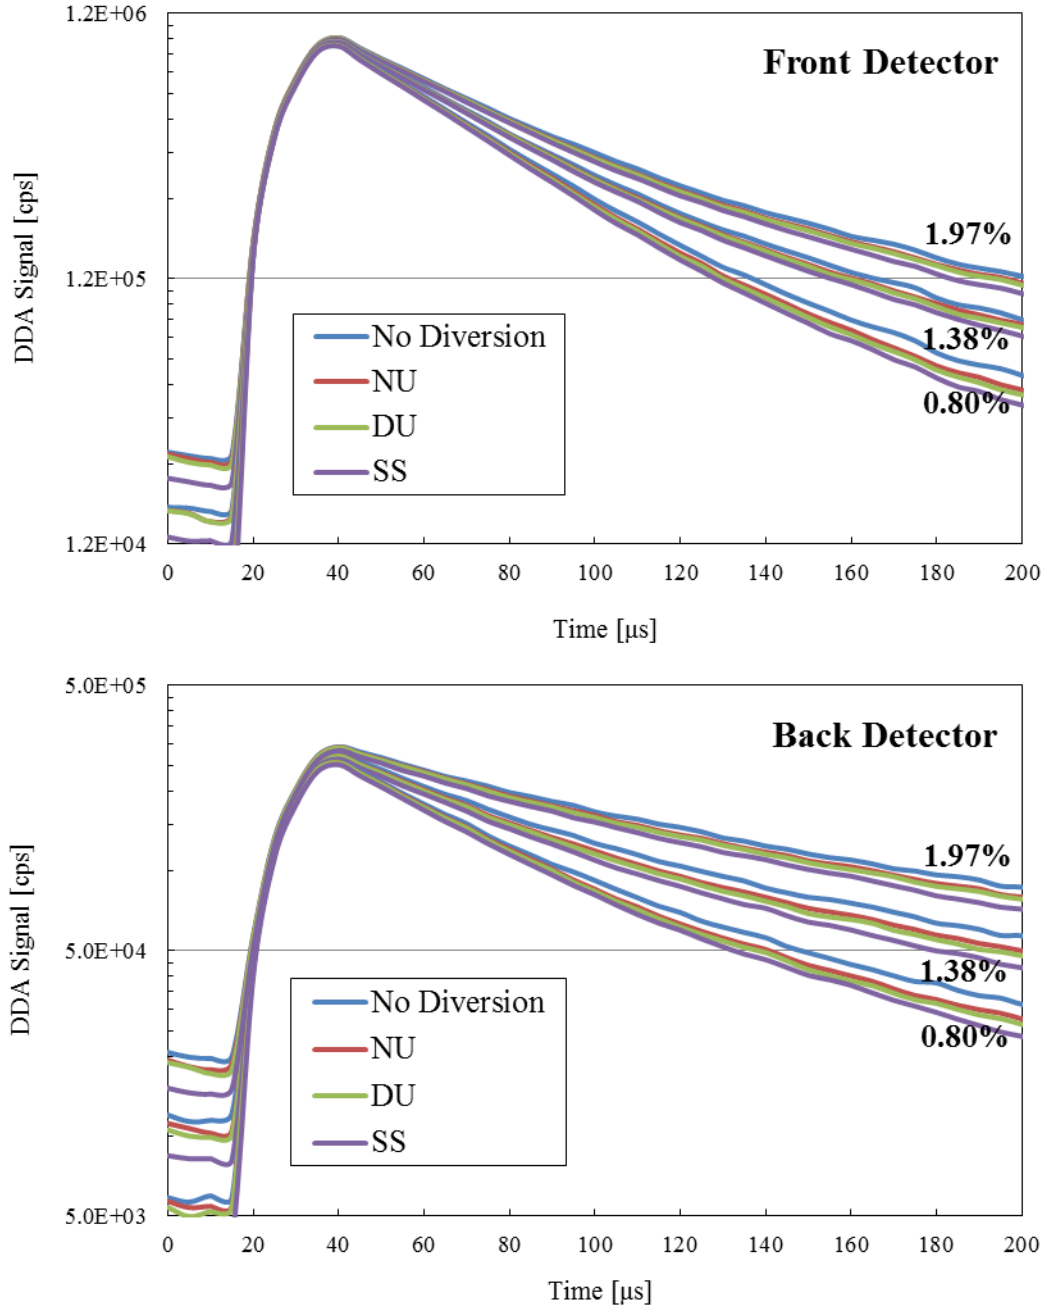 1.2E+06
Front Detector
1.97%
DDA Signal [cps]
1.2E+05
No Diversion
1.38%
NU
0.80%
DU
SS
1.2E+04
0 20 40 60 80 100 120 140 160 180 200
Time [μs]
5.0E+05
Back Detector
1.97%
DDA Signal [cps]
5.0E+04
1.38%
No Diversion
0.80%
NU
DU
SS
5.0E+03
0 20 40 60 80 100 120 140 160 180 200
Time [μs]